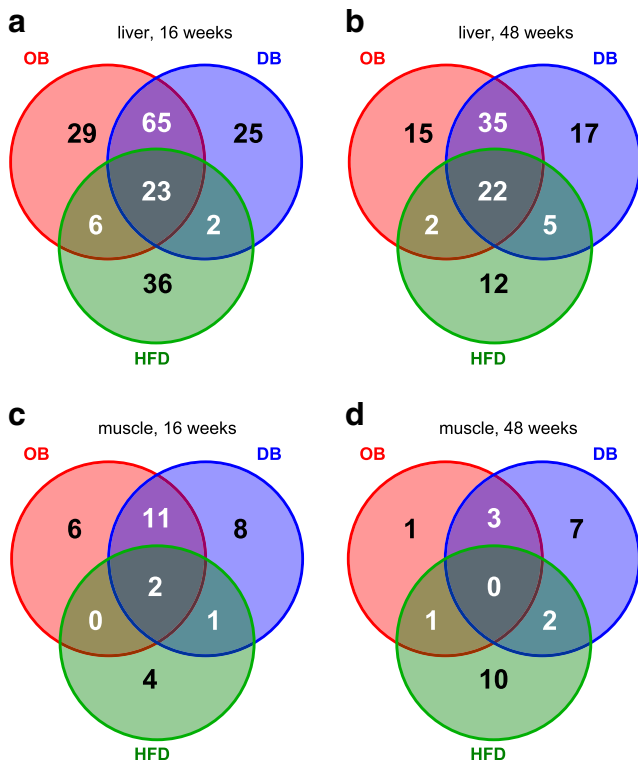 a
liver, 16 weeks
OB
DB
29
65
25
23
6
2
36
HFD
b
liver, 48 weeks
OB
DB
15
35
17
22
2
5
12
HFD
c
muscle, 16 weeks
OB
DB
6
11
8
2
0
1
4
HFD
d
muscle, 48 weeks
OB
DB
1
3
7
0
1
2
10
HFD